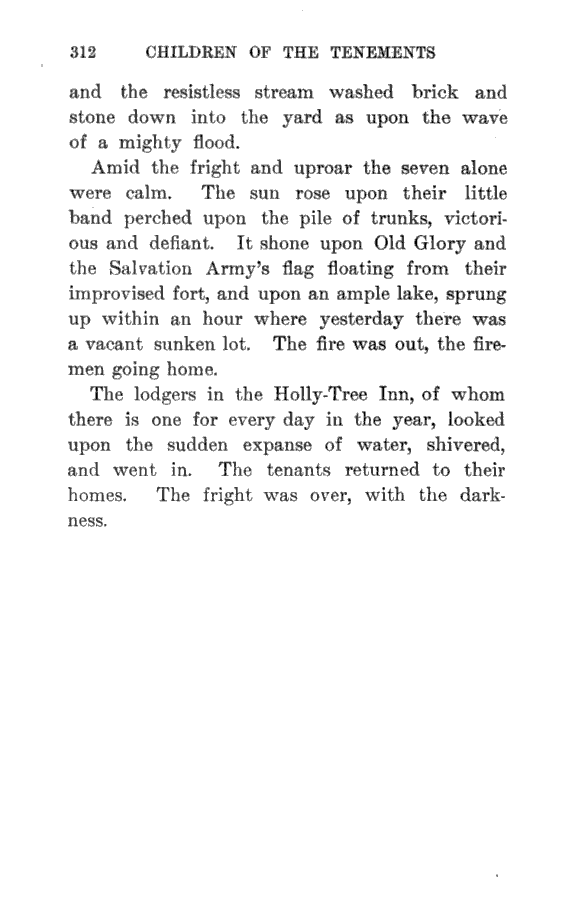 312 CHILDREN OF THE TENEMENTS
and the resistless stream washed brick and
stone down into the yard as upon the wave
of a mighty flood.
Amid the fright and uproar the seven alone
were calm. The sun rose upon their little
band perched upon the pile of trunks, victori-
ous and defiant. It shone upon Old Glory and
the Salvation Army's flag floating from their
improvised fort, and upon an ample lake, sprung
up within an hour where yesterday there was
a vacant sunken lot. The fire was out, the fire-
men going home.
The lodgers in the Holly-Tree Inn, of whom
there is one for every day in the year, looked
upon the sudden expanse of water, shivered,
and went in. The tenants returned to their
homes. The fright was over, with the dark-
ness.